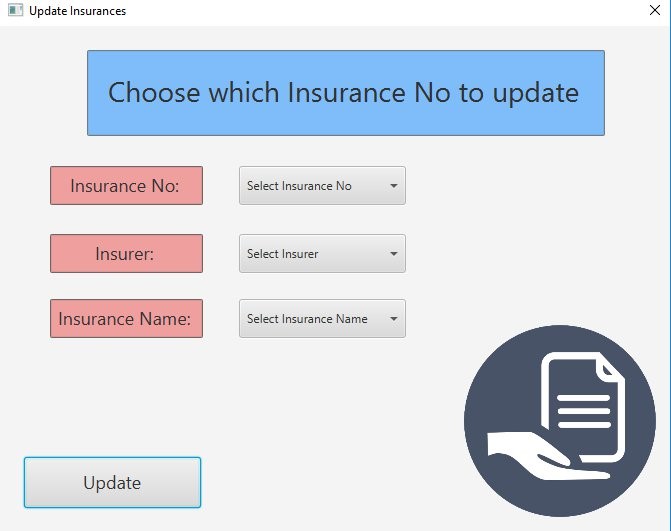 Update Insurances
Choose which Insurance No to update
Insurance No:
Select Insurance No
Insurer:
Select Insurer
Insurance Name:
Select Insurance Name
Update